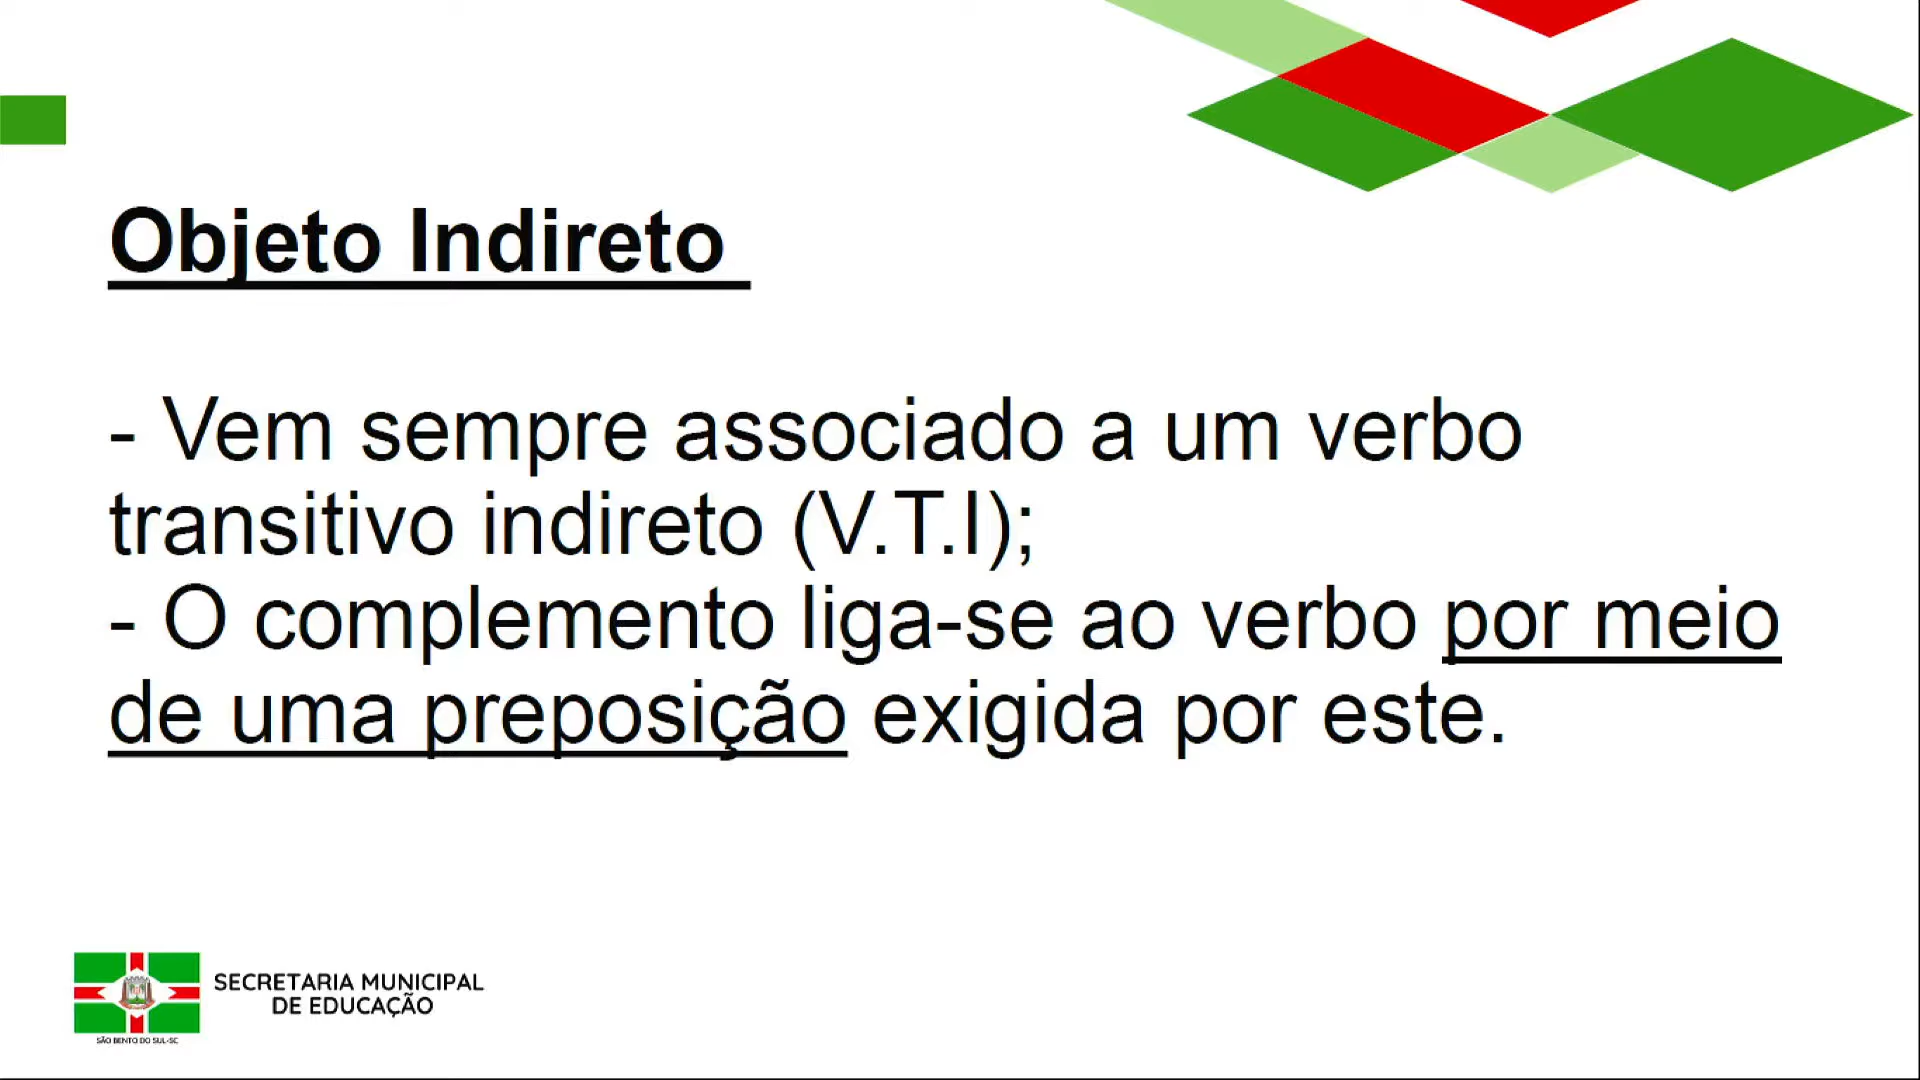 Objeto Indireto
- Vem sempre associado a um verbo
transitivo indireto (V.T.I);
- O complemento liga-se ao verbo por meio
de uma preposição exigida por este.
SECRETARIA MUNICIPAL
DE EDUCAÇÃO
SÃO BENTO DO SUL-SC